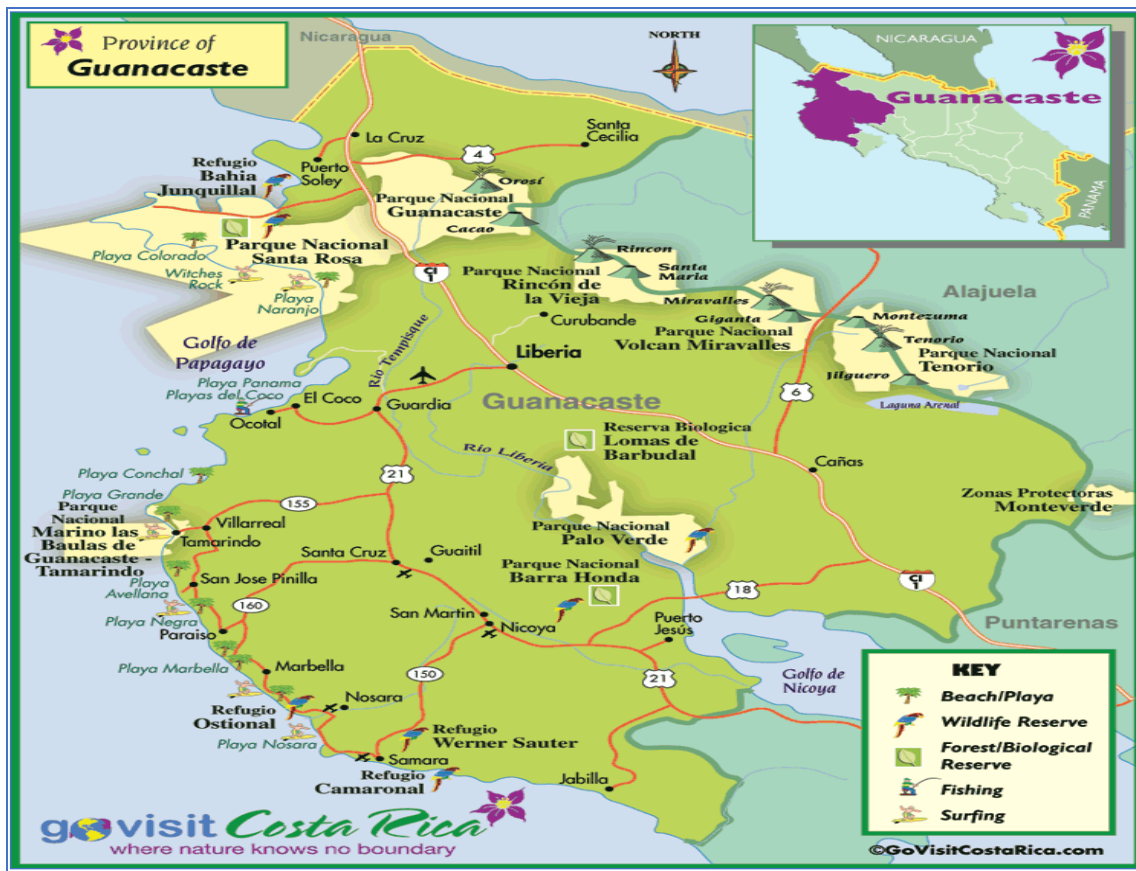 Province of
Guanacaste
Nicaragua
NORTH
NICARAGUA
Guanacaste
PANAMA
La Cruz
Santa
Cecilia
4
Puerto
Soley
Refugio
Bahia
Junquillal
Orosí
Parque Nacional
Guanacaste
Cacao
Parque Nacional
Santa Rosa
Playa Colorado
Witches
Rock
Playa
Naranjo
CI
1
Rincon
Santa
Maria
Parque Nacional
Rincón de
la Vieja
Miravalles
Giganta
Parque Nacional
Volcan Miravalles
Alajuela
Montezuma
Tenorio
Parque Nacional
Tenorio
Jilguero
Laguna Arenal
Curubande
Golfo de
Papagayo
Río Tempisque
Liberia
6
Playa Panama
Playas del Coco
El Coco
Ocotal
Guardia
Guanacaste
Reserva Biologica
Lomas de
Barbudal
Río Liberia
Cañas
21
Playa Conchal
Playa Grande
155
Zonas Protectoras
Monteverde
Parque
Nacional
Marino las
Baulas de
Guanacaste -
Tamarindo
Villarreal
Tamarindo
Parque Nacional
Palo Verde
Santa Cruz
Guaitil
Parque Nacional
Barra Honda
San Jose Pinilla
Playa
Avellana
160
18
CI
1
Playa Negra
Paraiso
San Martin
Nicoya
Puerto
Jesús
Puntarenas
Playa Marbella
Marbella
150
21
Golfo de
Nicoya
Nosara
Refugio
Ostional
Playa Nosara
Refugio
Werner Sauter
Samara
Refugio
Camaronal
Jabilla
KEY
Beach/Playa
Wildlife Reserve
Forest/Biological
Reserve
Fishing
Surfing
govisit Costa Rica
where nature knows no boundary
©GoVisitCostaRica.com